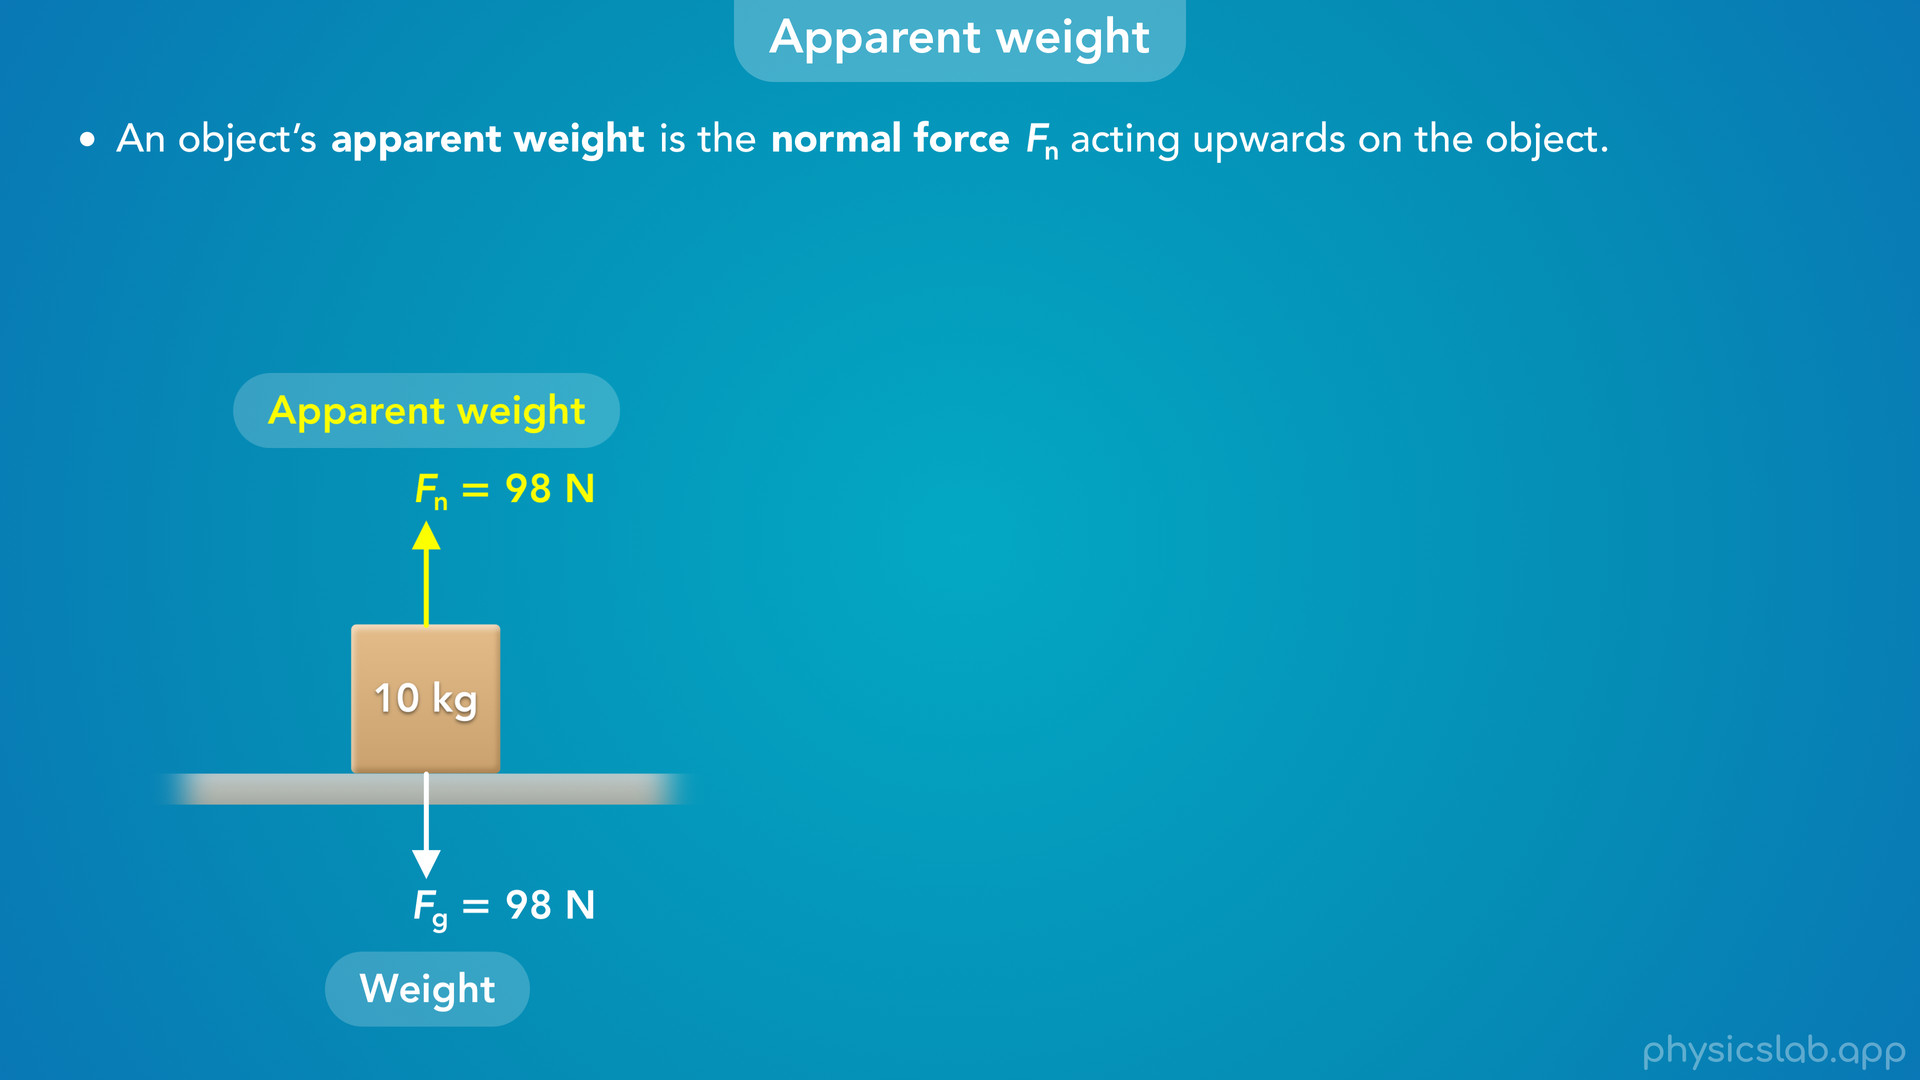 Apparent weight
• An object’s apparent weight is the normal force Fn acting upwards on the object.
Apparent weight
Fn = 98 N
10 kg
Fg = 98 N
Weight
physicslab.app